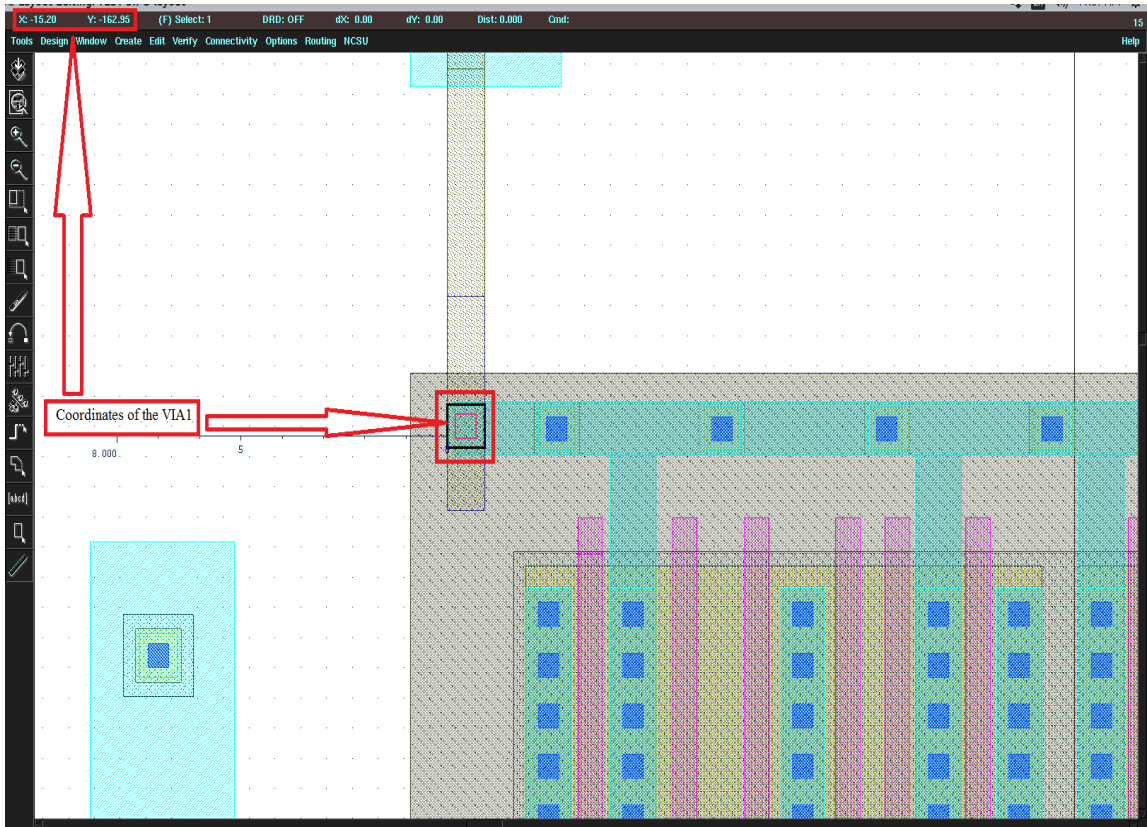 X: -15.20 Y: -162.95 (F) Select: 1 DRD: OFF dX: 0.00 dY: 0.00 Dist: 0.000 Cmd:
15
Tools Design Window Create Edit Verify Connectivity Options Routing NCSU Help
Coordinates of the VIA1
8.000 5
[abcd]